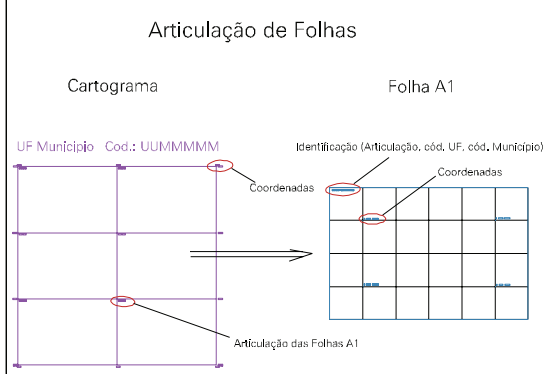 Articulação de Folhas
Cartograma
Folha A1
UF Municipio Cod.: UUMMMMM
Identificação (Articulação, cód. UF, cód. Município)
Coordenadas
Coordenadas
Articulação das Folhas A1